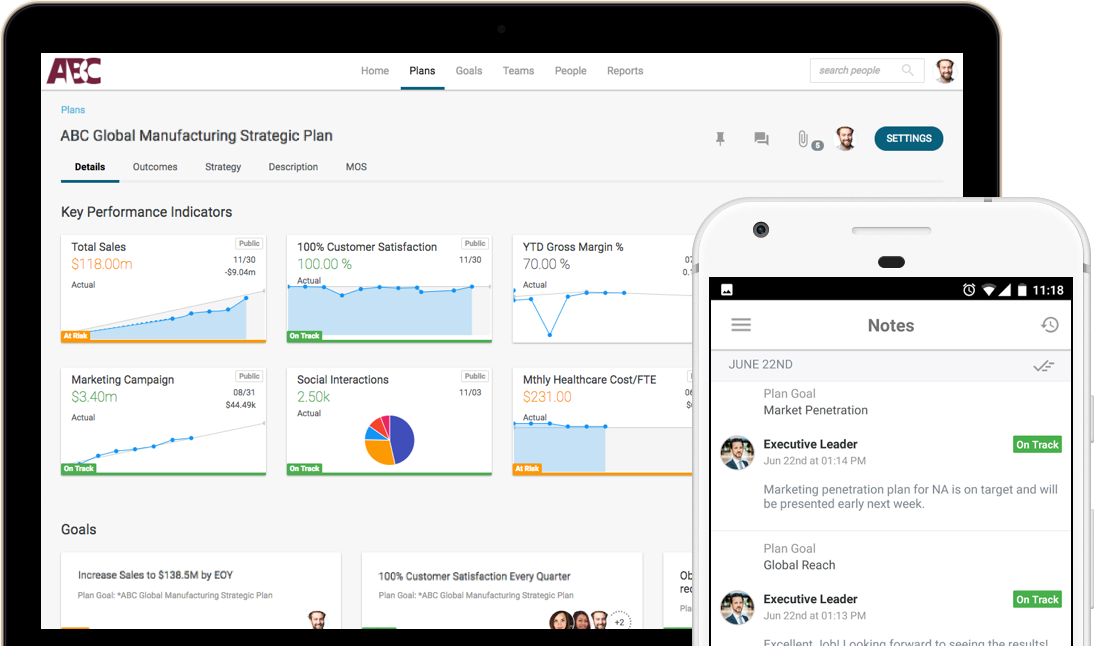 ABC
Home
Plans
Goals
Teams
People
Reports
search people
Plans
ABC Global Manufacturing Strategic Plan
5
SETTINGS
Details
Outcomes
Strategy
Description
MOS
Key Performance Indicators
Total Sales
Public
$118.00m
11/30
-$9.04m
Actual
At Risk
100% Customer Satisfaction
Public
100.00 %
11/30
Actual
On Track
YTD Gross Margin %
70.00 %
07
0.1
Actual
Marketing Campaign
Public
$3.40m
08/31
$44.49k
Actual
On Track
Social Interactions
Public
2.50k
11/03
Actual
On Track
Mthly Healthcare Cost/FTE
$231.00
06
Actual
At Risk
Goals
Increase Sales to $138.5M by EOY
Plan Goal: *ABC Global Manufacturing Strategic Plan
100% Customer Satisfaction Every Quarter
Plan Goal: *ABC Global Manufacturing Strategic Plan
+2
Ob
rec
Pla
11:18
Notes
JUNE 22ND
Plan Goal
Market Penetration
Executive Leader
On Track
Jun 22nd at 01:14 PM
Marketing penetration plan for NA is on target and will
be presented early next week.
Plan Goal
Global Reach
Executive Leader
On Track
Jun 22nd at 01:13 PM
Excellent Job! Looking forward to seeing the results!